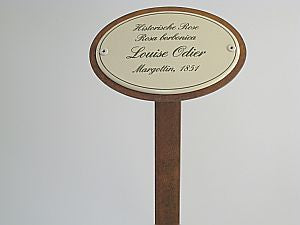 Historische Rose
Rosa borbonica
Louise Odier
Margottin, 1851